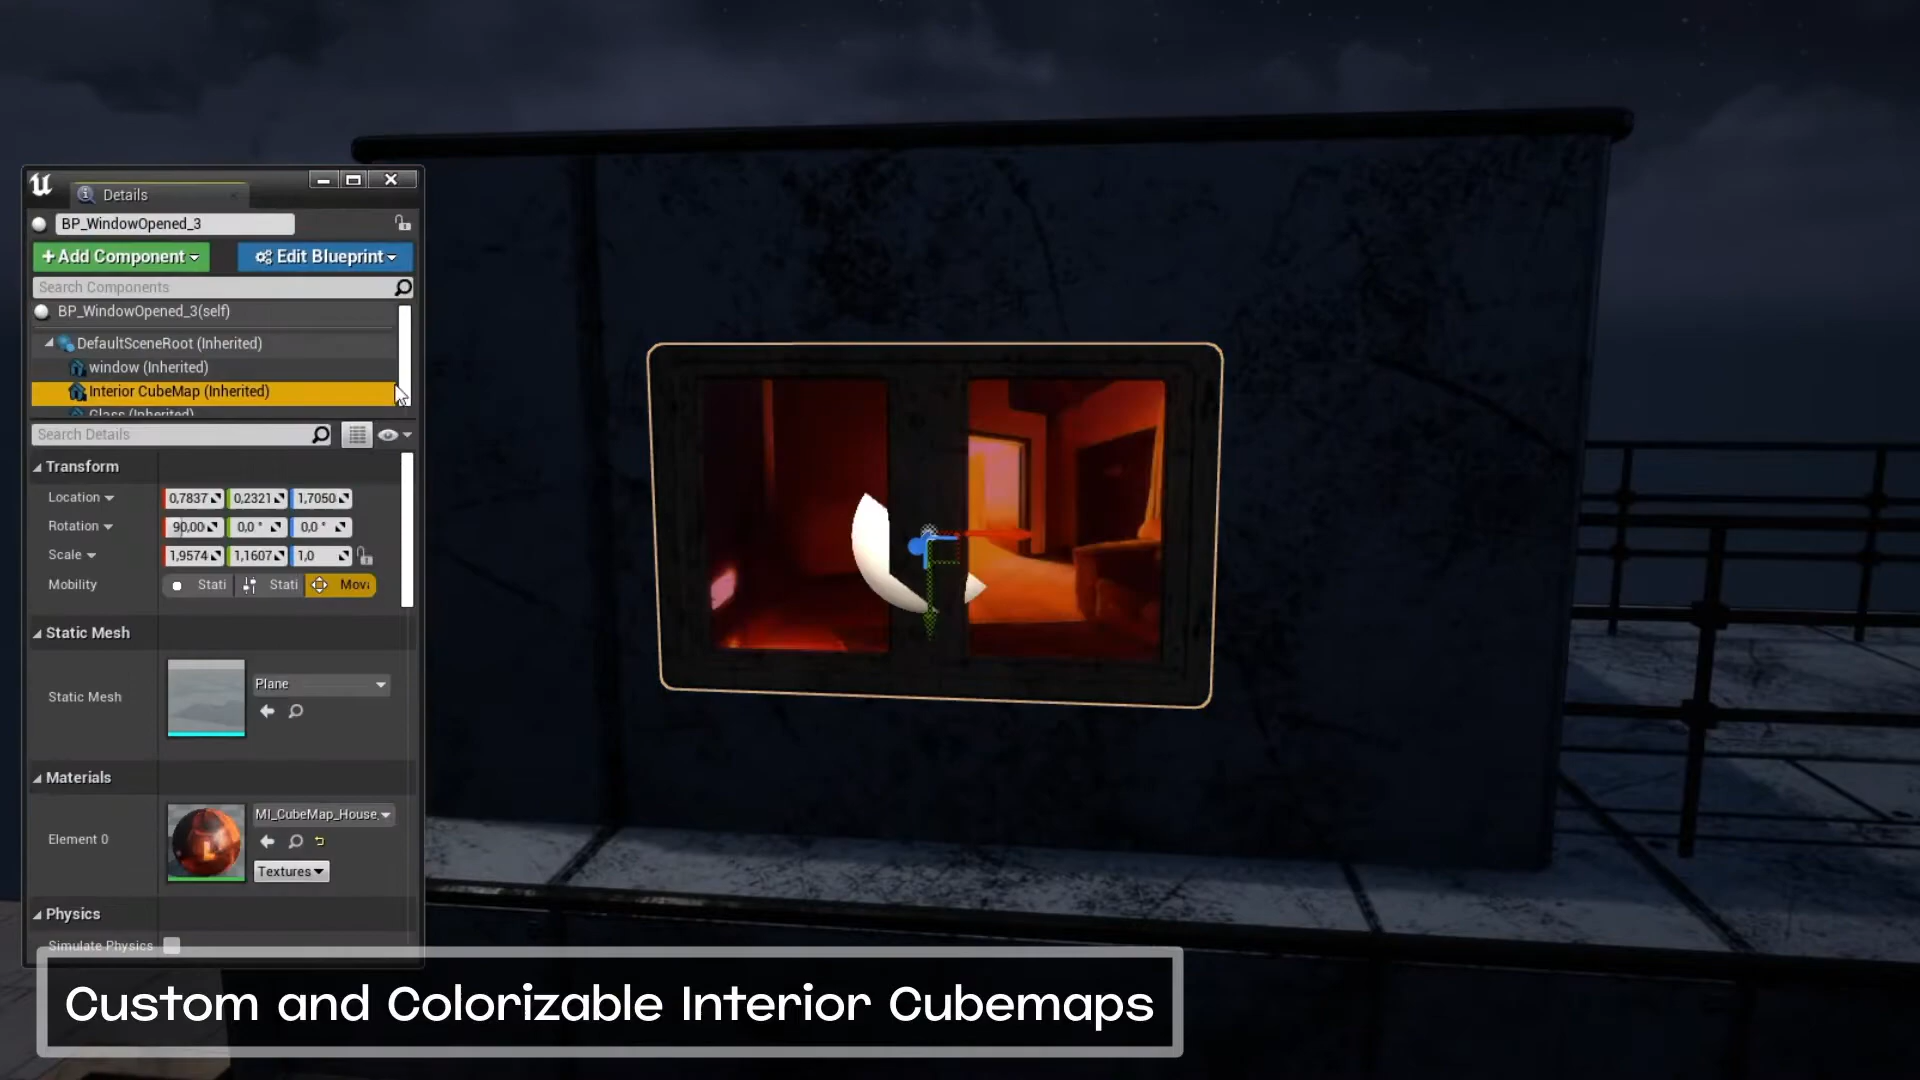 Details
BP_WindowOpened_3
+Add Component
Edit Blueprint
Search Components
BP_WindowOpened_3(self)
DefaultSceneRoot (Inherited)
window (Inherited)
Interior CubeMap (Inherited)
Glass (Inherited)
Search Details
Transform
Location 0,7837 0,2321 1,7050
Rotation 90,00 0,0 ° 0,0 °
Scale 1,9574 1,1607 1,0
Mobility Stati Stati Mova
Static Mesh
Static Mesh Plane
Materials
Element 0 MI_CubeMap_House
Textures
Physics
Simulate Physics
Custom and Colorizable Interior Cubemaps